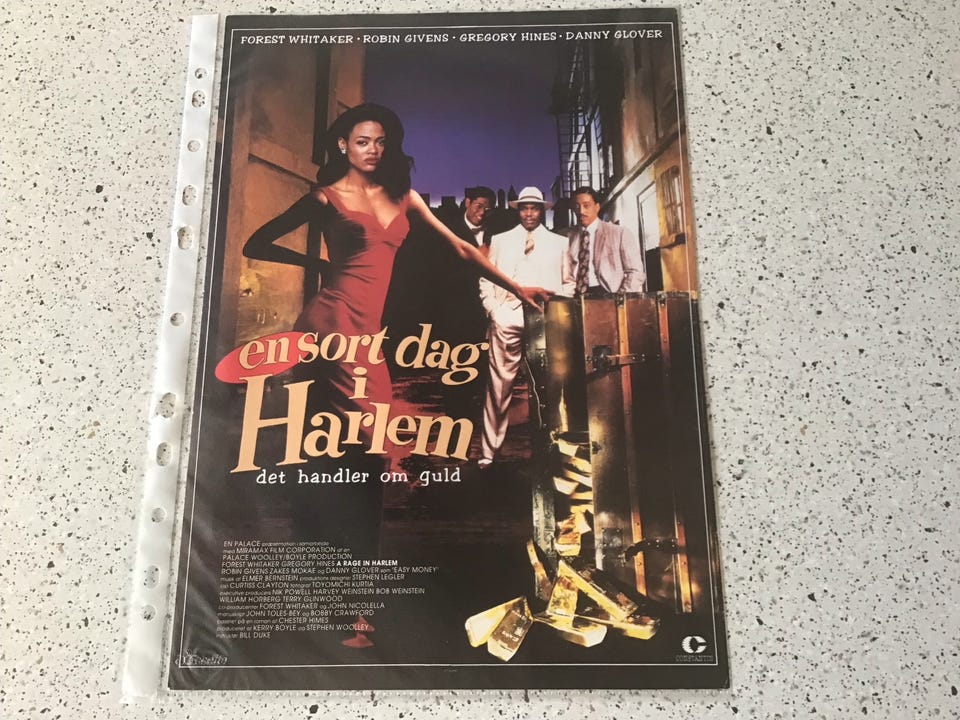 FOREST WHITAKER • ROBIN GIVENS • GREGORY HINES • DANNY GLOVER
en sort dag
i
Harlem
det handler om guld
EN PALACE præsentation i samarbejde
med MIRAMAX FILM CORPORATION af en
PALACE WOOLLEY/BOYLE PRODUCTION
FOREST WHITAKER GREGORY HINES A RAGE IN HARLEM
ROBIN GIVENS ZAKES MOKAE og DANNY GLOVER som 'EASY MONEY'
musik af ELMER BERNSTEIN produktions designer STEPHEN LEGLER
klip CURTISS CLAYTON fotograf TOYOMICHI KURTIA
executive producers NIK POWELL HARVEY WEINSTEIN BOB WEINSTEIN
WILLIAM HORBERG TERRY GLINWOOD
co-producenter FOREST WHITAKER og JOHN NICOLELLA
manuskript JOHN TOLES-BEY og BOBBY CRAWFORD
baseret på en roman af CHESTER HIMES
produceret af KERRY BOYLE og STEPHEN WOOLLEY
instruktør BILL DUKE
CONSTANTIN